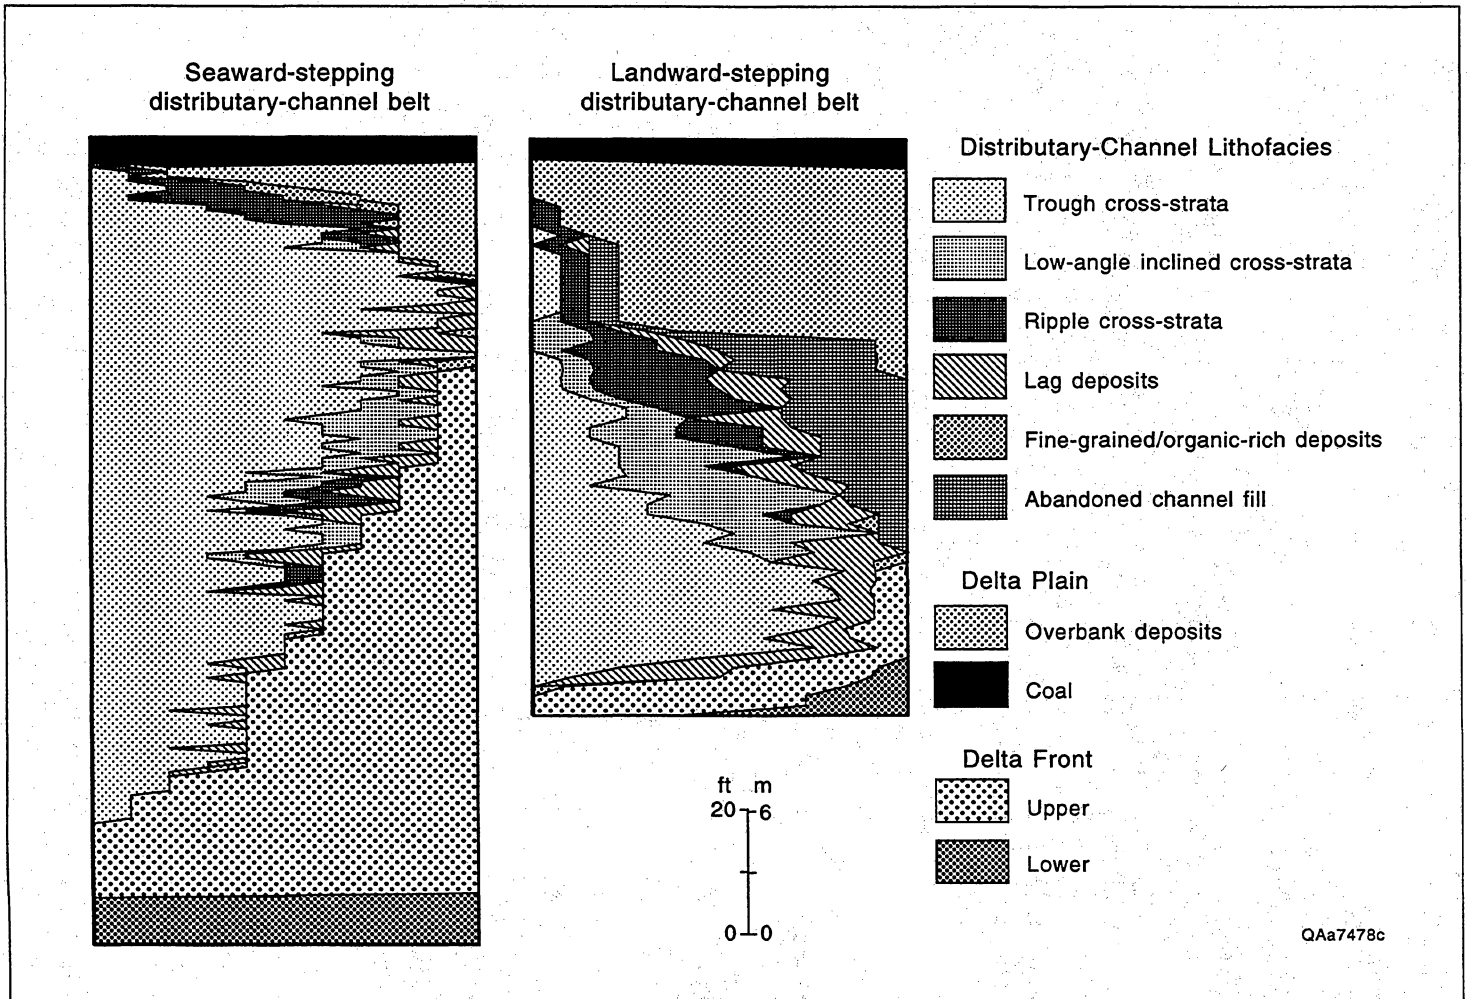 Seaward-stepping
distributary-channel belt
Landward-stepping
distributary-channel belt
Distributary-Channel Lithofacies
Trough cross-strata
Low-angle inclined cross-strata
Ripple cross-strata
Lag deposits
Fine-grained/organic-rich deposits
Abandoned channel fill
Delta Plain
Overbank deposits
Coal
Delta Front
Upper
Lower
ft m
20 6
0 0
QAa7478c